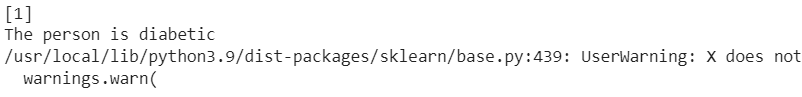 [1]
The person is diabetic
/usr/local/lib/python3.9/dist-packages/sklearn/base.py:439: UserWarning: X does not
  warnings.warn(